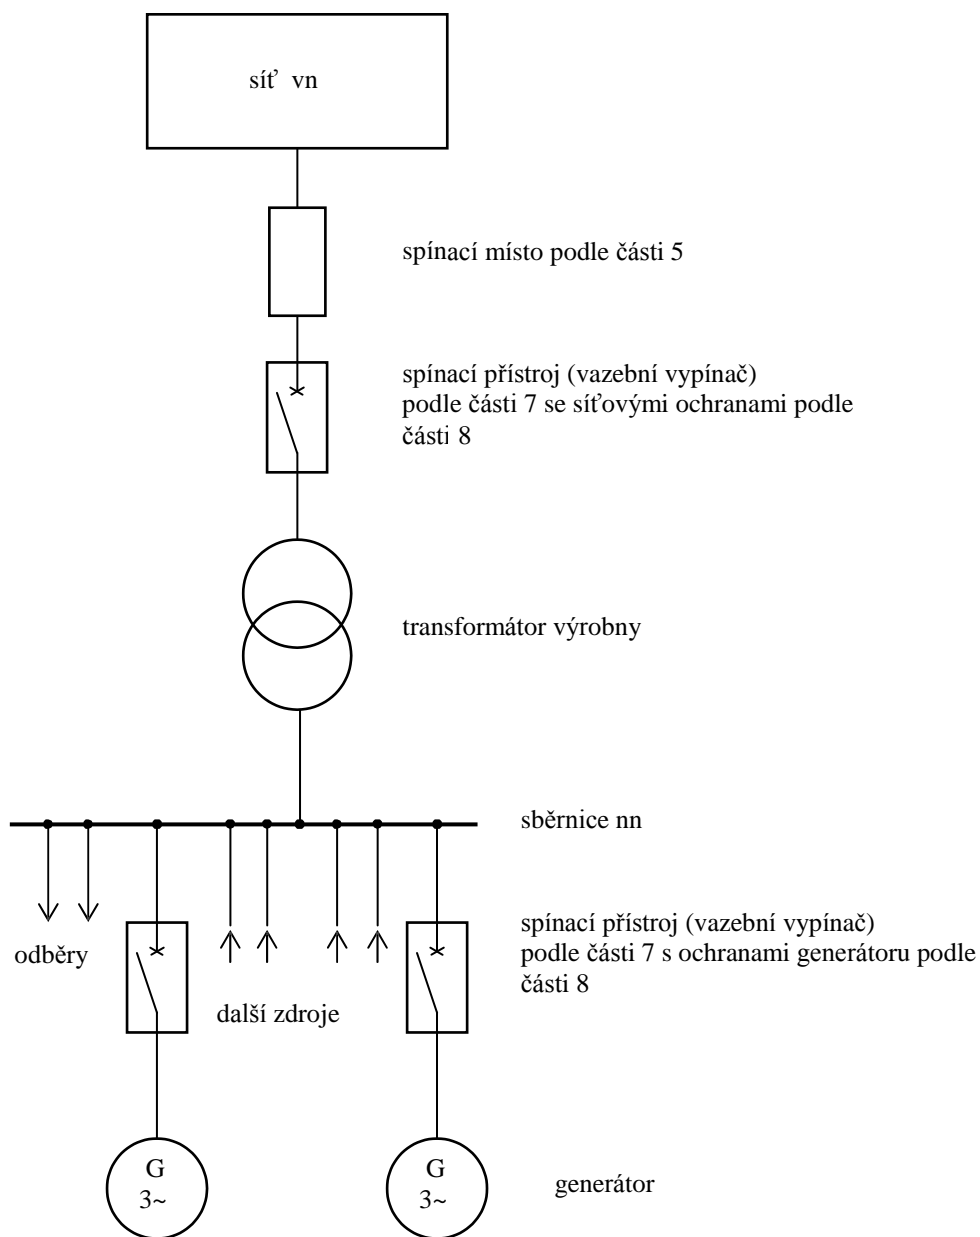 síť vn
spínací místo podle části 5
spínací přístroj (vazební vypínač)
podle části 7 se síťovými ochranami podle
části 8
transformátor výrobny
sběrnice nn
odběry
další zdroje
spínací přístroj (vazební vypínač)
podle části 7 s ochranami generátoru podle
části 8
G
3~
G
3~
generátor